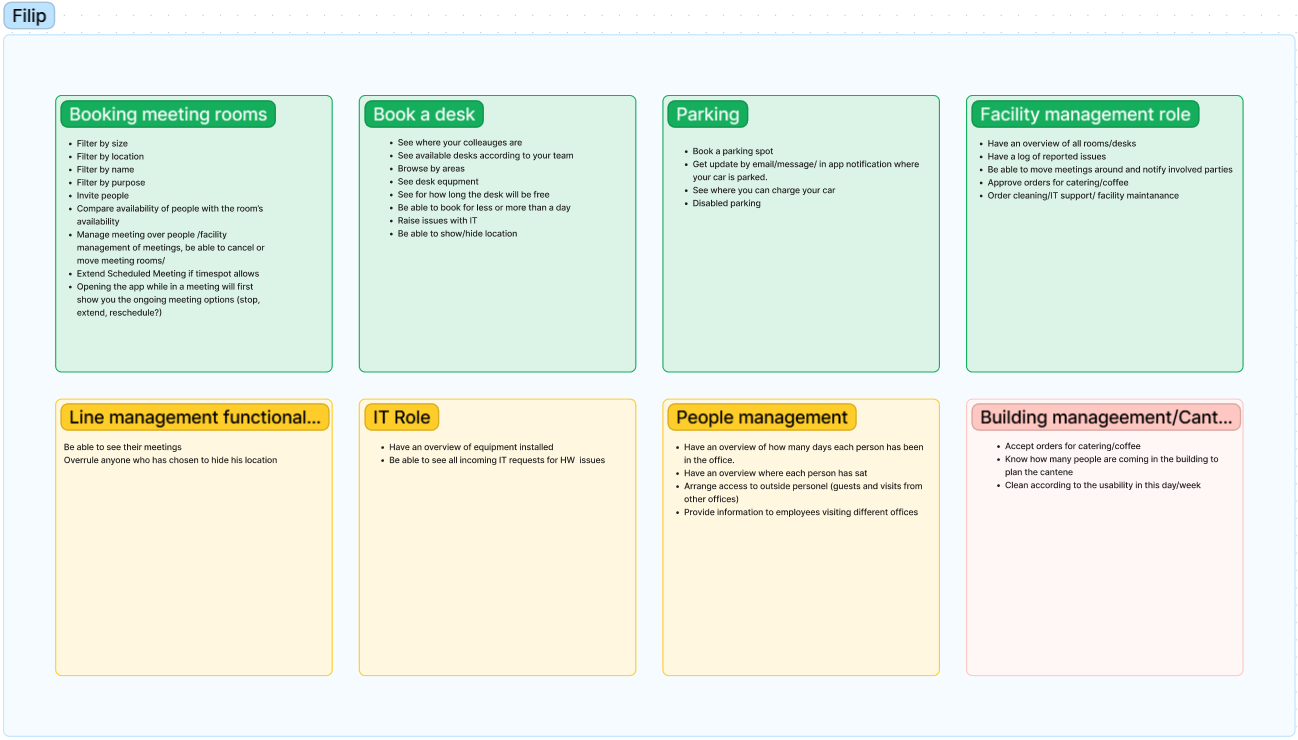 Filip
Booking meeting rooms
• Filter by size
• Filter by location
• Filter by name
• Filter by purpose
• Invite people
• Compare availability of people with the room's
availability
• Manage meeting over people /facility
management of meetings, be able to cancel or
move meeting rooms/
• Extend Scheduled Meeting if timespot allows
• Opening the app while in a meeting will first
show you the ongoing meeting options (stop,
extend, reschedule?)
Book a desk
• See where your colleauges are
• See available desks according to your team
• Browse by areas
• See desk equpment
• See for how long the desk will be free
• Be able to book for less or more than a day
• Raise issues with IT
• Be able to show/hide location
Parking
• Book a parking spot
• Get update by email/message/ in app notification where
your car is parked.
• See where you can charge your car
• Disabled parking
Facility management role
• Have an overview of all rooms/desks
• Have a log of reported issues
• Be able to move meetings around and notify involved parties
• Approve orders for catering/coffee
• Order cleaning/IT support/ facility maintanance
Line management functional...
Be able to see their meetings
Overrule anyone who has chosen to hide his location
IT Role
• Have an overview of equipment installed
• Be able to see all incoming IT requests for HW issues
People management
• Have an overview of how many days each person has been
in the office.
• Have an overview where each person has sat
• Arrange access to outside personel (guests and visits from
other offices)
• Provide information to employees visiting different offices
Building manageement/Cant...
• Accept orders for catering/coffee
• Know how many people are coming in the building to
plan the cantene
• Clean according to the usability in this day/week